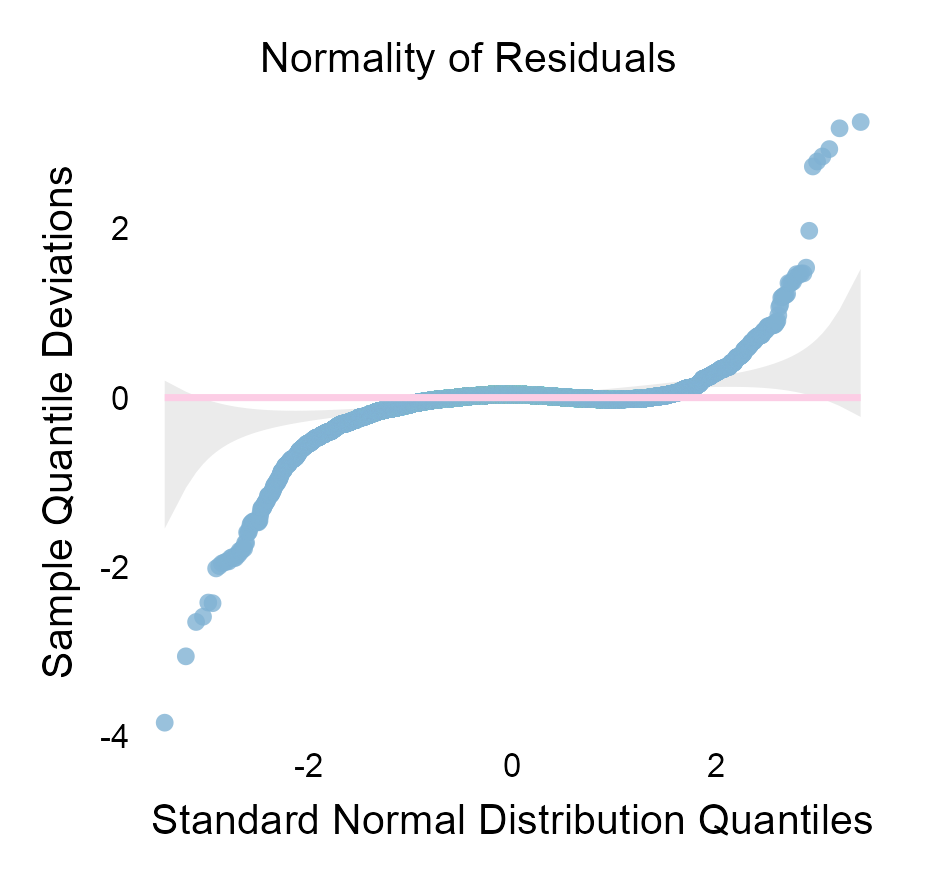 Normality of Residuals
Sample Quantile Deviations
2
0
-2
-4
-2
0
2
Standard Normal Distribution Quantiles